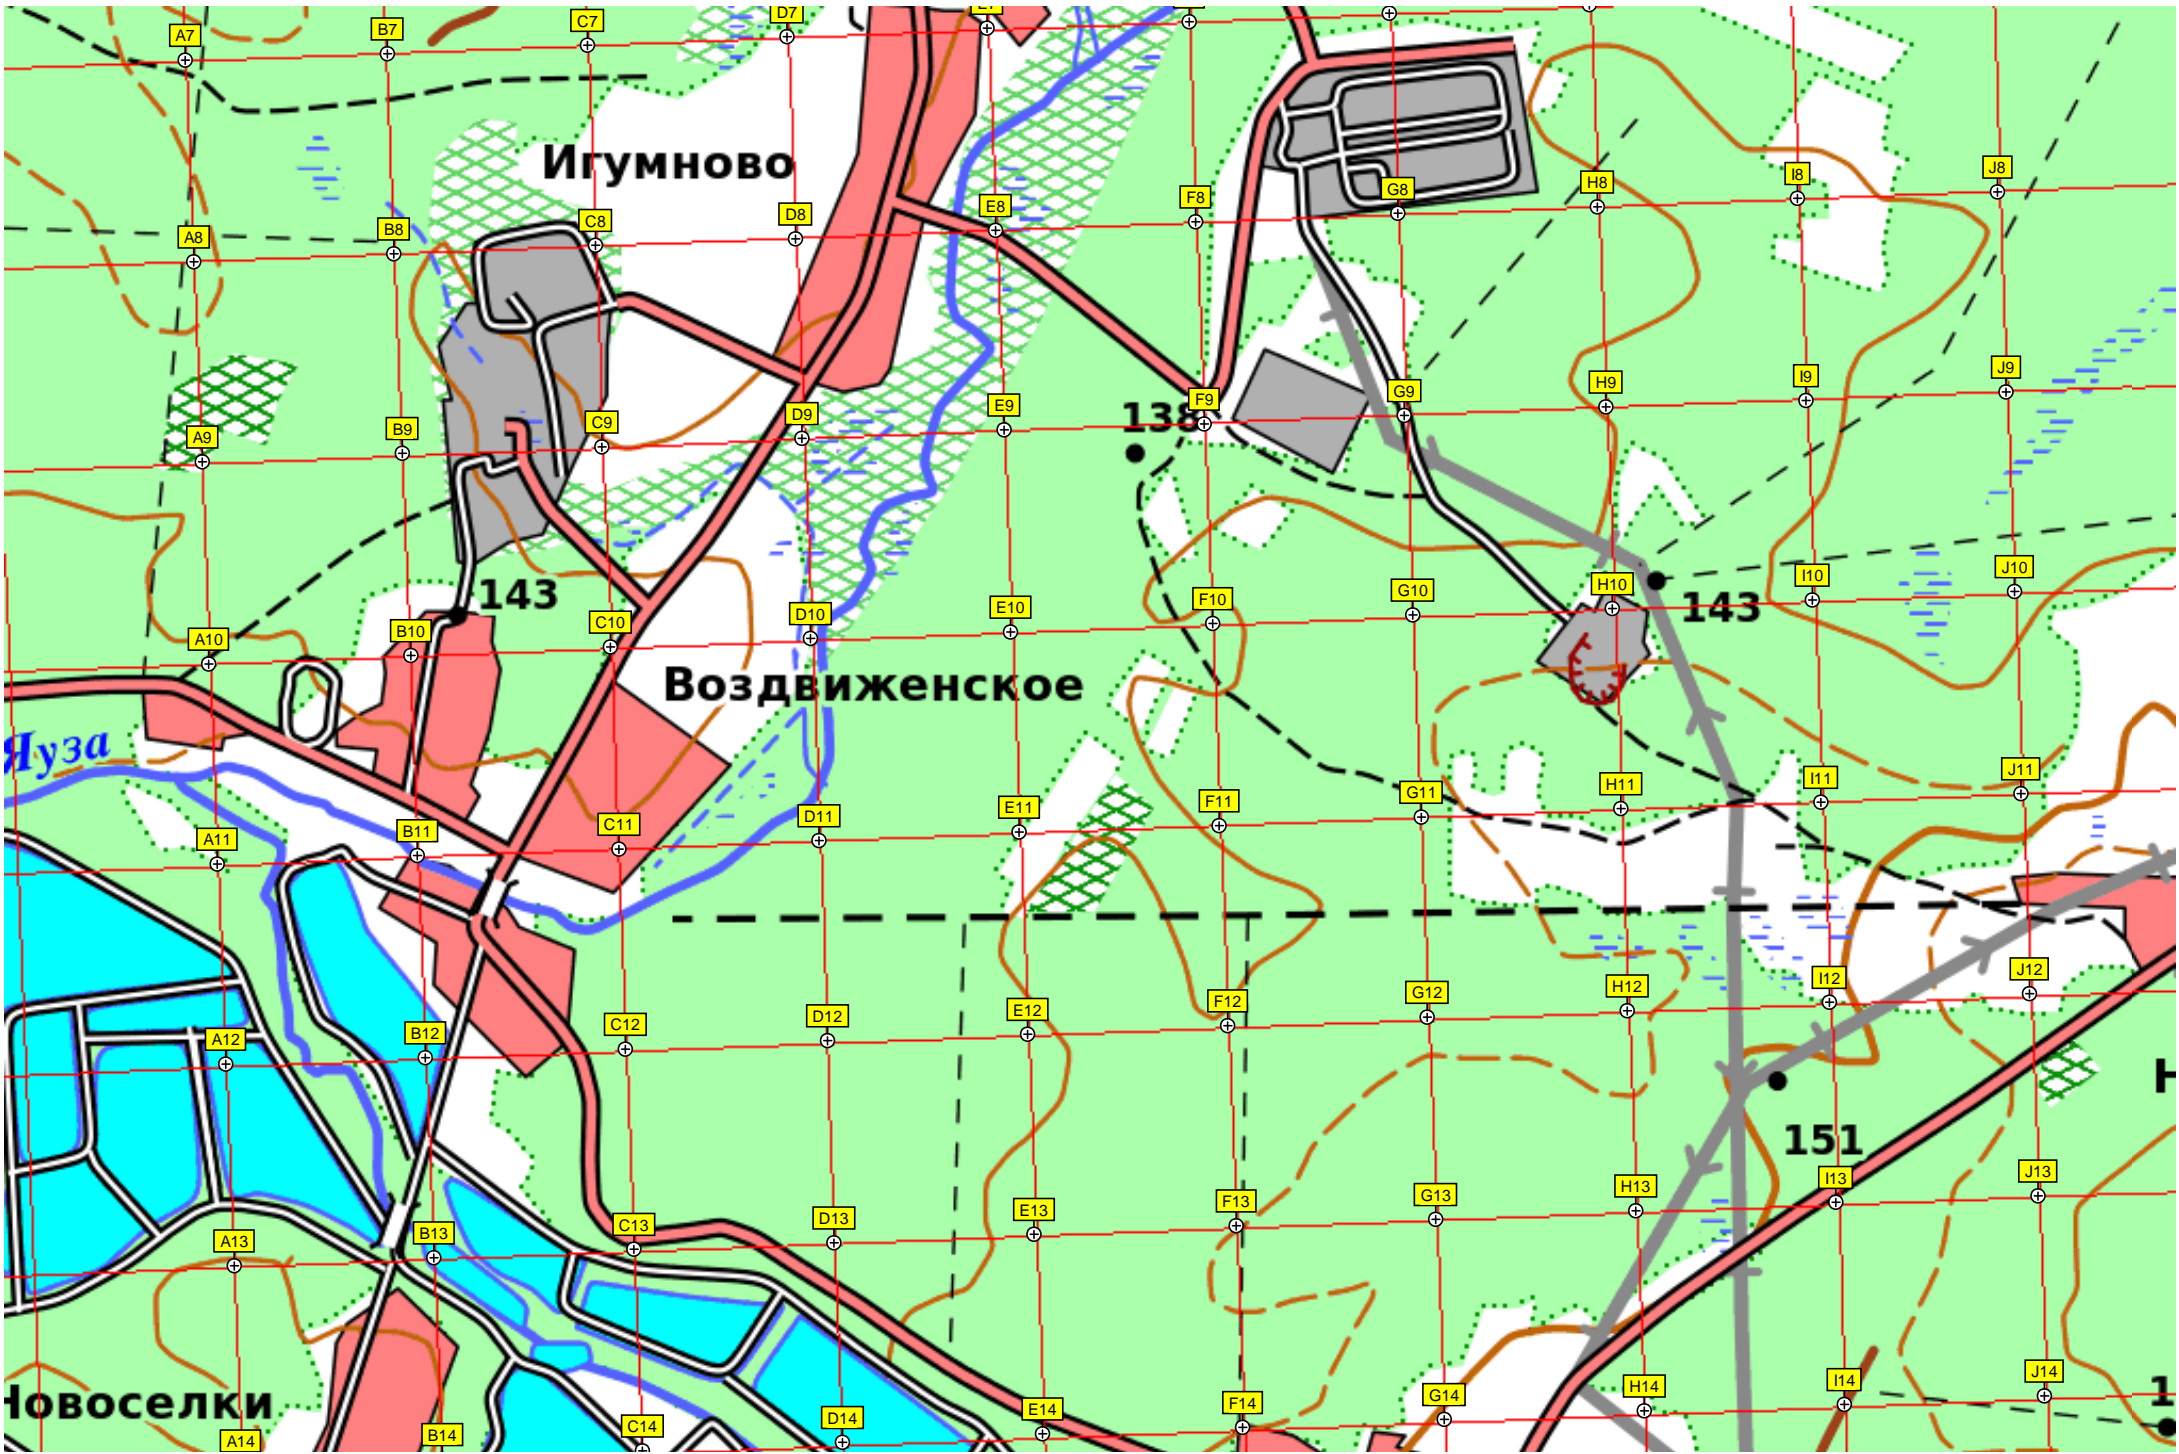 A7 B7 C7 D7
Игумново
A8 B8 C8 D8 E8 F8 G8 H8 I8 J8
138
A9 B9 C9 D9 E9 F9 G9 H9 I9 J9
143
143
A10 B10 C10 D10 E10 F10 G10 H10 I10 J10
Воздвиженское
Яуза
A11 B11 C11 D11 E11 F11 G11 H11 I11 J11
A12 B12 C12 D12 E12 F12 G12 H12 I12 J12
151
A13 B13 C13 D13 E13 F13 G13 H13 I13 J13
Новоселки
A14 B14 C14 D14 E14 F14 G14 H14 I14 J14